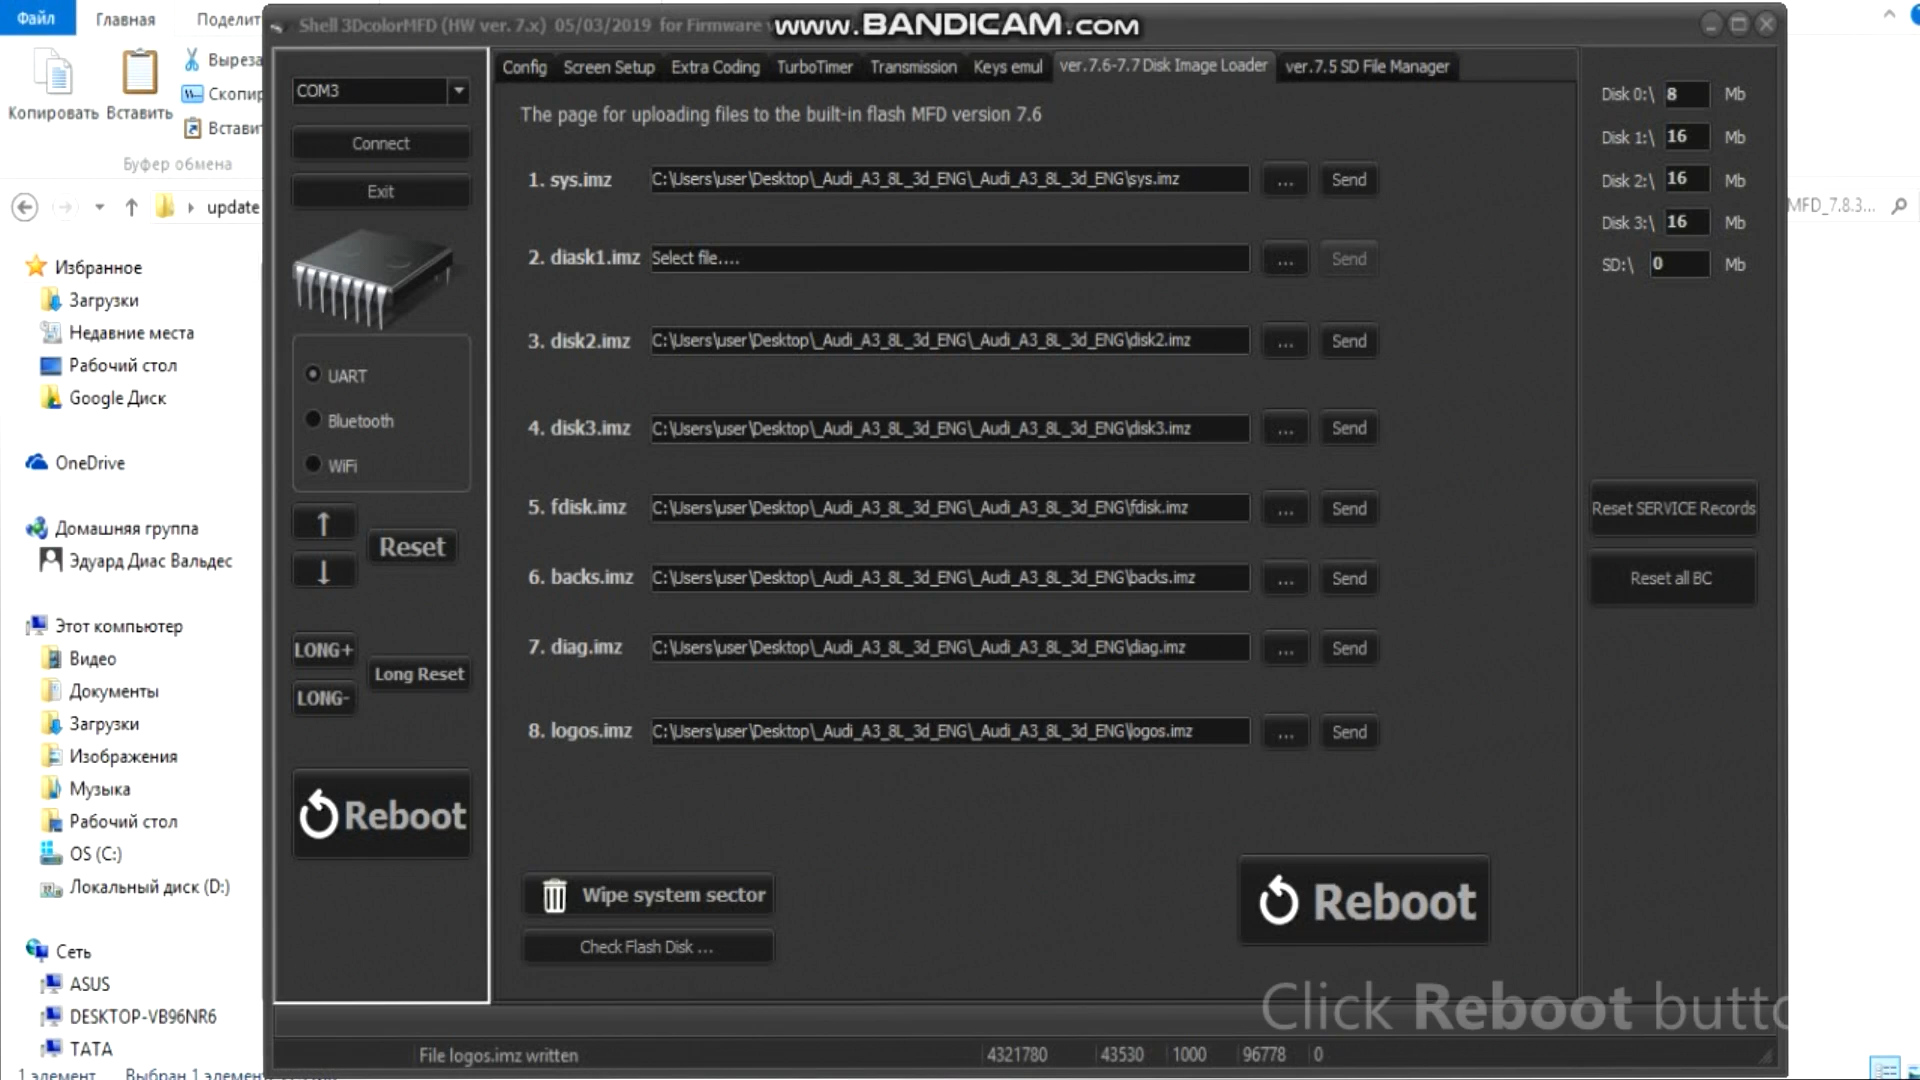 Файл
Главная
Поделит
Копировать
Вставить
Выреза
Скопир
Встави
Буфер обмена
update
Избранное
Загрузки
Недавние места
Рабочий стол
Google Диск
OneDrive
Домашняя группа
Эдуард Диас Вальдес
Этот компьютер
Видео
Документы
Загрузки
Изображения
Музыка
Рабочий стол
OS (C:)
Локальный диск (D:)
Сеть
ASUS
DESKTOP-VB96NR6
TATA
1 элемент
Выбран 1 элемен
Shell 3DcolorMFD (HW ver. 7.x) 05/03/2019 for Firmware
www.BANDICAM.com
COM3
Connect
Exit
UART
Bluetooth
WiFi
↑
↓
Reset
LONG+
LONG-
Long Reset
Reboot
Config
Screen Setup
Extra Coding
TurboTimer
Transmission
Keys emul
ver.7.6-7.7 Disk Image Loader
ver.7.5 SD File Manager
The page for uploading files to the built-in flash MFD version 7.6
1. sys.imz C:\Users\user\Desktop\_Audi_A3_8L_3d_ENG\_Audi_A3_8L_3d_ENG\sys.imz ... Send
2. diask1.imz Select file.... ... Send
3. disk2.imz C:\Users\user\Desktop\_Audi_A3_8L_3d_ENG\_Audi_A3_8L_3d_ENG\disk2.imz ... Send
4. disk3.imz C:\Users\user\Desktop\_Audi_A3_8L_3d_ENG\_Audi_A3_8L_3d_ENG\disk3.imz ... Send
5. fdisk.imz C:\Users\user\Desktop\_Audi_A3_8L_3d_ENG\_Audi_A3_8L_3d_ENG\fdisk.imz ... Send
6. backs.imz C:\Users\user\Desktop\_Audi_A3_8L_3d_ENG\_Audi_A3_8L_3d_ENG\backs.imz ... Send
7. diag.imz C:\Users\user\Desktop\_Audi_A3_8L_3d_ENG\_Audi_A3_8L_3d_ENG\diag.imz ... Send
8. logos.imz C:\Users\user\Desktop\_Audi_A3_8L_3d_ENG\_Audi_A3_8L_3d_ENG\logos.imz ... Send
Wipe system sector
Check Flash Disk ...
Reboot
Disk 0:\ 8 Mb
Disk 1:\ 16 Mb
Disk 2:\ 16 Mb
Disk 3:\ 16 Mb
SD:\ 0 Mb
Reset SERVICE Records
Reset all BC
MFD_7.8.3...
Click Reboot butto
File logos.imz written 4321780 43530 1000 96778 0